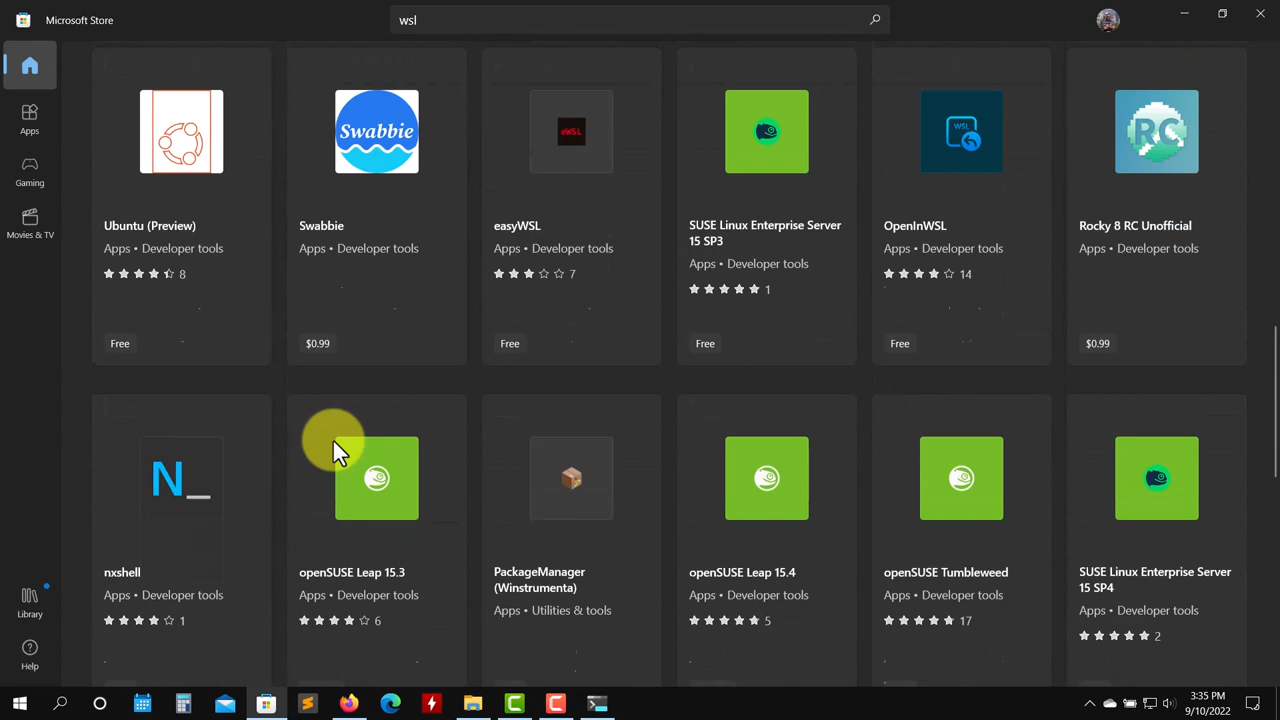 Microsoft Store
wsl
Apps
Gaming
Movies & TV
Library
Help
Swabbie
eWSL
WSL
RC
Ubuntu (Preview)
Apps • Developer tools
8
Free
Swabbie
Apps • Developer tools
$0.99
easyWSL
Apps • Developer tools
7
Free
SUSE Linux Enterprise Server
15 SP3
Apps • Developer tools
1
Free
OpenInWSL
Apps • Developer tools
14
Free
Rocky 8 RC Unofficial
Apps • Developer tools
$0.99
N_
nxshell
Apps • Developer tools
1
openSUSE Leap 15.3
Apps • Developer tools
6
PackageManager
(Winstrumenta)
Apps • Utilities & tools
openSUSE Leap 15.4
Apps • Developer tools
5
openSUSE Tumbleweed
Apps • Developer tools
17
SUSE Linux Enterprise Server
15 SP4
Apps • Developer tools
2
3:35 PM
9/10/2022